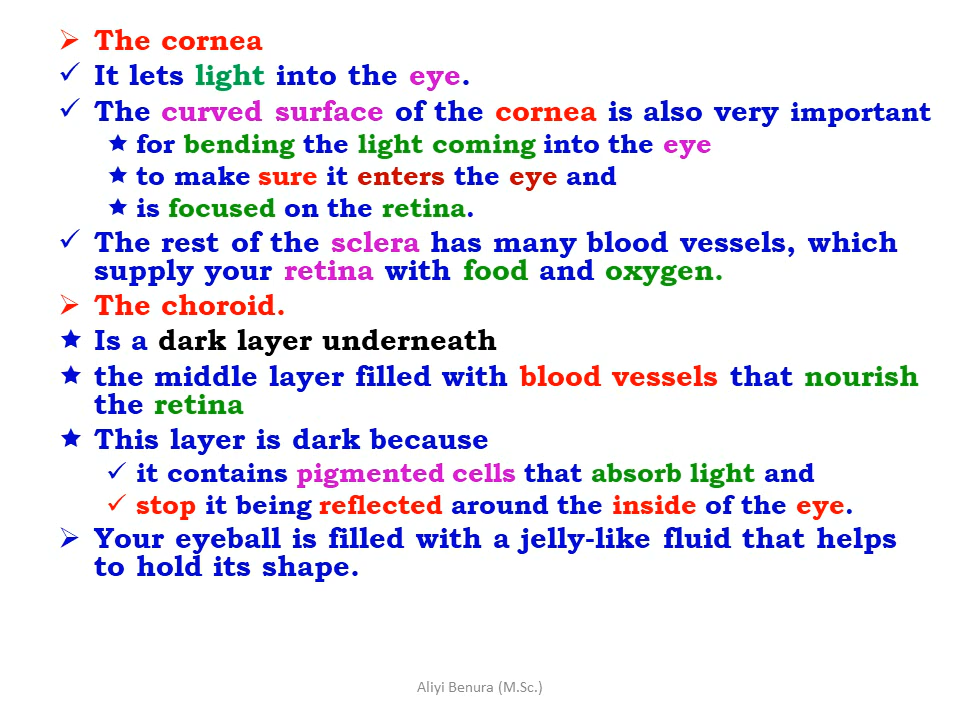 The cornea
It lets light into the eye.
The curved surface of the cornea is also very important
for bending the light coming into the eye
to make sure it enters the eye and
is focused on the retina.
The rest of the sclera has many blood vessels, which
supply your retina with food and oxygen.
The choroid.
Is a dark layer underneath
the middle layer filled with blood vessels that nourish
the retina
This layer is dark because
it contains pigmented cells that absorb light and
stop it being reflected around the inside of the eye.
Your eyeball is filled with a jelly-like fluid that helps
to hold its shape.
Aliyi Benura (M.Sc.)